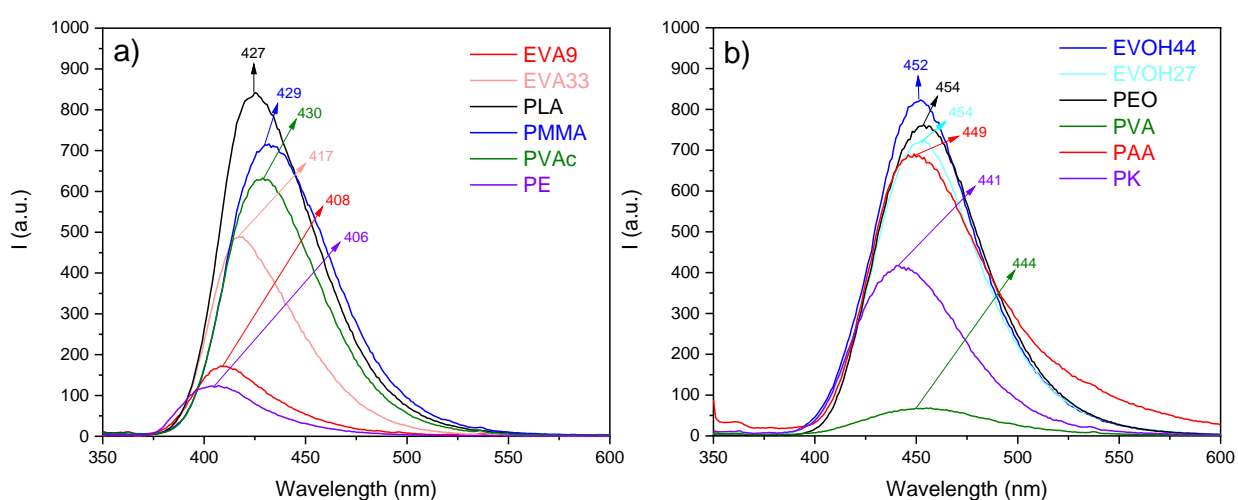 a)
1000
900
800
700
600
500
400
300
200
100
0
I (a.u.)
350
400
450
500
550
600
Wavelength (nm)
427
429
430
417
408
406
EVA9
EVA33
PLA
PMMA
PVAc
PE
b)
1000
900
800
700
600
500
400
300
200
100
0
I (a.u.)
350
400
450
500
550
600
Wavelength (nm)
452
454
454
449
441
444
EVOH44
EVOH27
PEO
PVA
PAA
PK